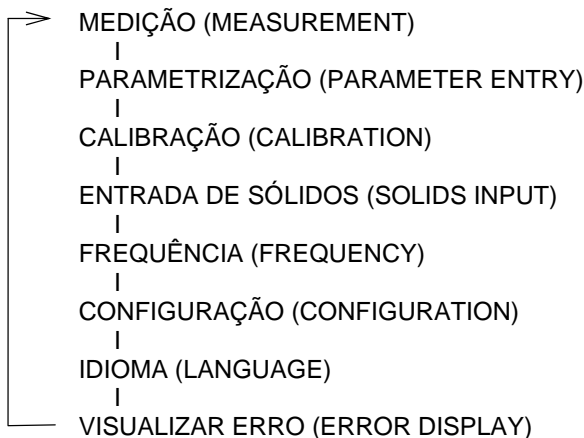 MEDIÇÃO (MEASUREMENT)
PARAMETRIZAÇÃO (PARAMETER ENTRY)
CALIBRAÇÃO (CALIBRATION)
ENTRADA DE SÓLIDOS (SOLIDS INPUT)
FREQUÊNCIA (FREQUENCY)
CONFIGURAÇÃO (CONFIGURATION)
IDIOMA (LANGUAGE)
VISUALIZAR ERRO (ERROR DISPLAY)